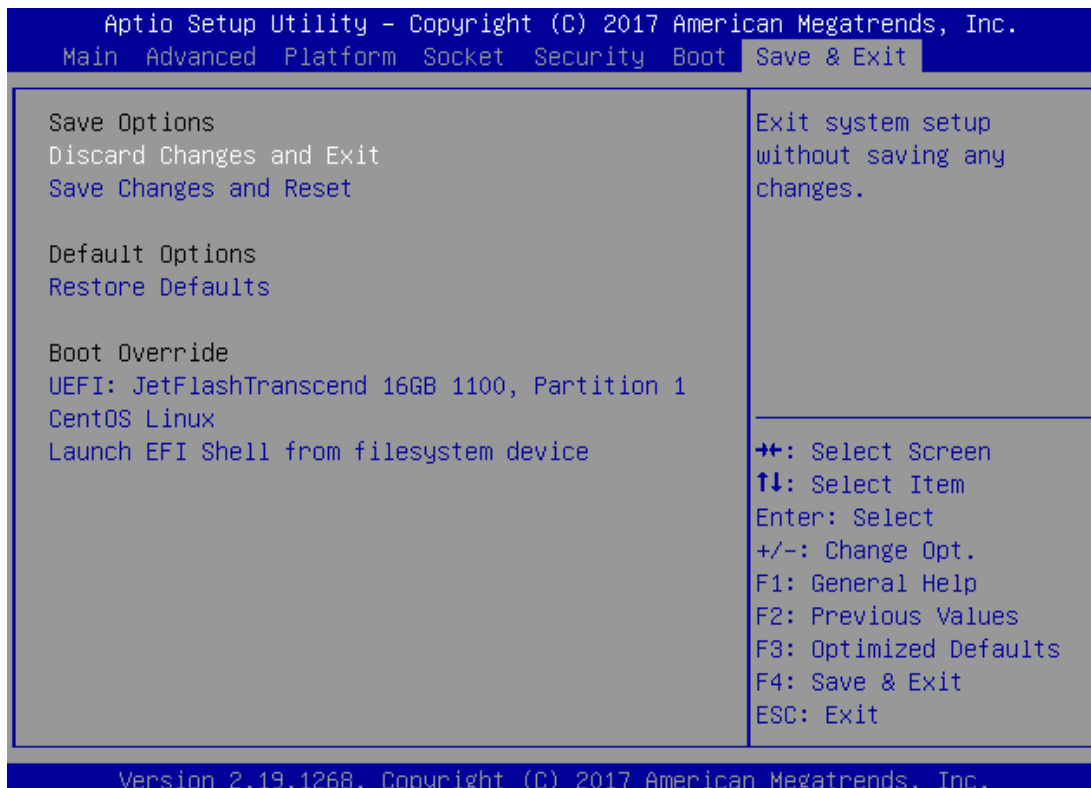 Aptio Setup Utility – Copyright (C) 2017 American Megatrends, Inc.
Main Advanced Platform Socket Security Boot Save & Exit
Save Options
Discard Changes and Exit
Save Changes and Reset
Default Options
Restore Defaults
Boot Override
UEFI: JetFlashTranscend 16GB 1100, Partition 1
CentOS Linux
Launch EFI Shell from filesystem device
Exit system setup
without saving any
changes.
→←: Select Screen
↑↓: Select Item
Enter: Select
+/-: Change Opt.
F1: General Help
F2: Previous Values
F3: Optimized Defaults
F4: Save & Exit
ESC: Exit
Version 2.19.1268. Copyright (C) 2017 American Megatrends, Inc.